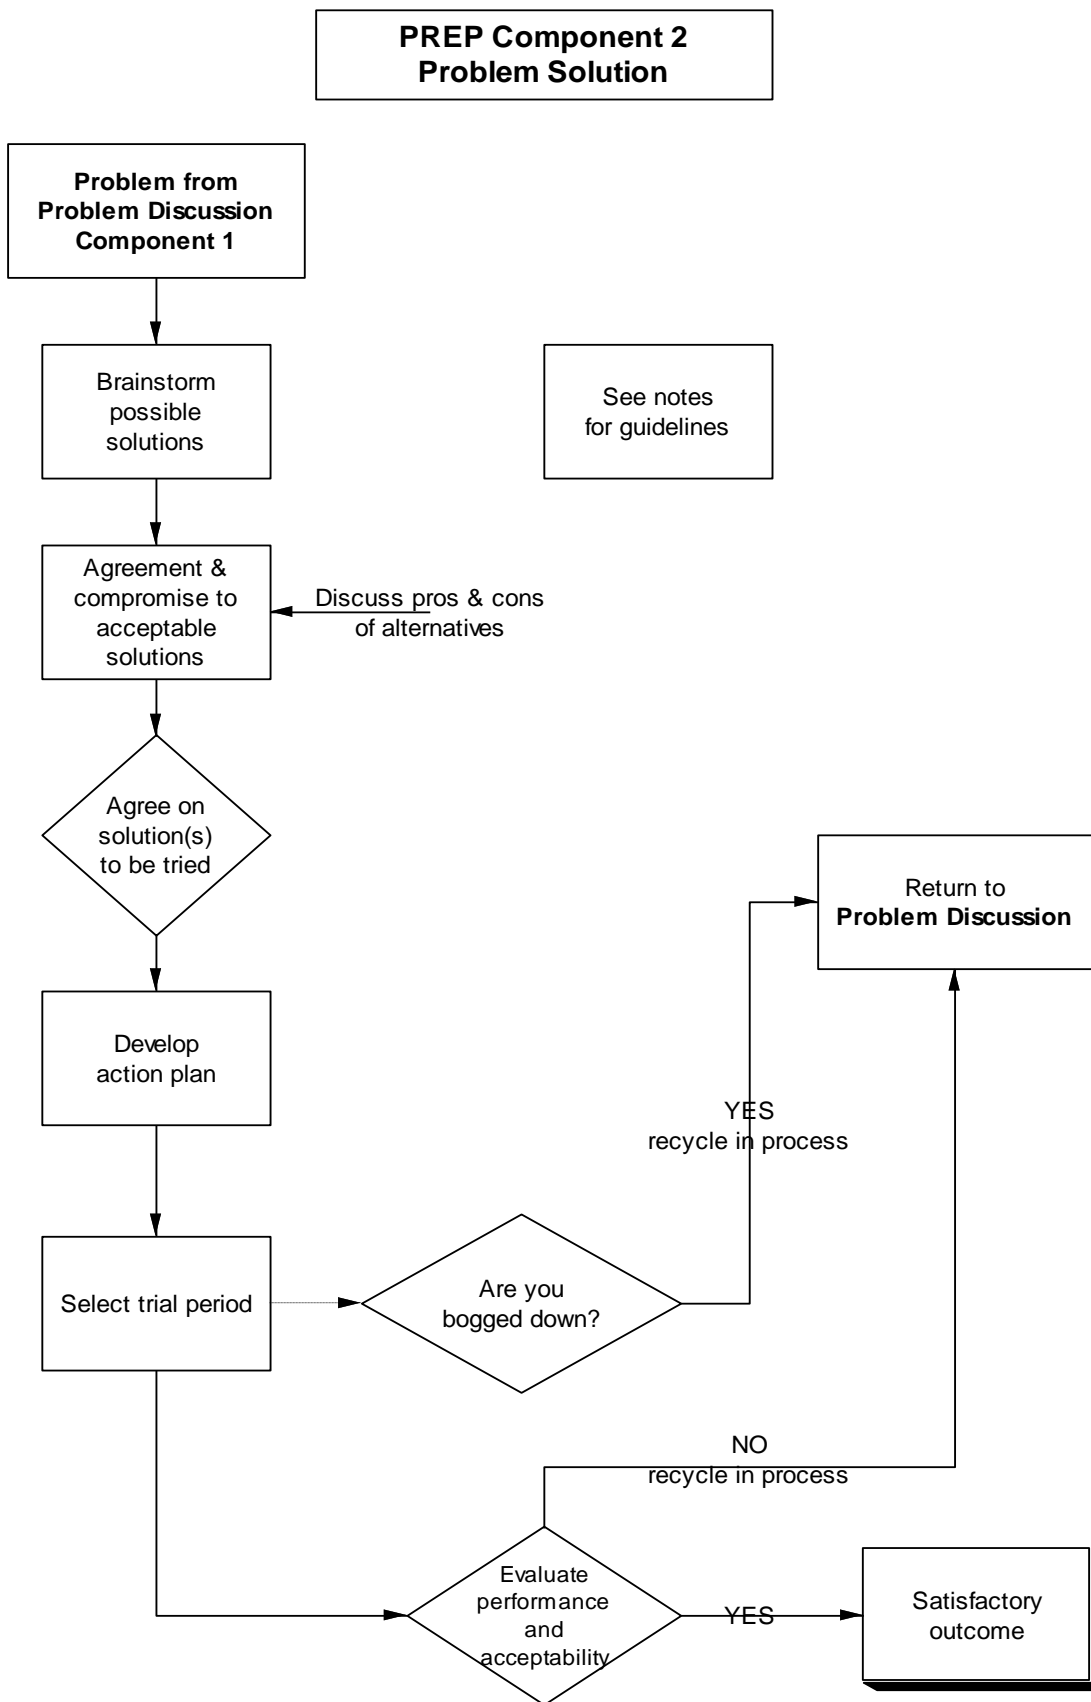 PREP Component 2
Problem Solution
Problem from
Problem Discussion
Component 1
Brainstorm
possible
solutions
See notes
for guidelines
Agreement &
compromise to
acceptable
solutions
Discuss pros & cons
of alternatives
Agree on
solution(s)
to be tried
Return to
Problem Discussion
Develop
action plan
YES
recycle in process
Select trial period
Are you
bogged down?
NO
recycle in process
Evaluate
performance
and
acceptability
YES
Satisfactory
outcome